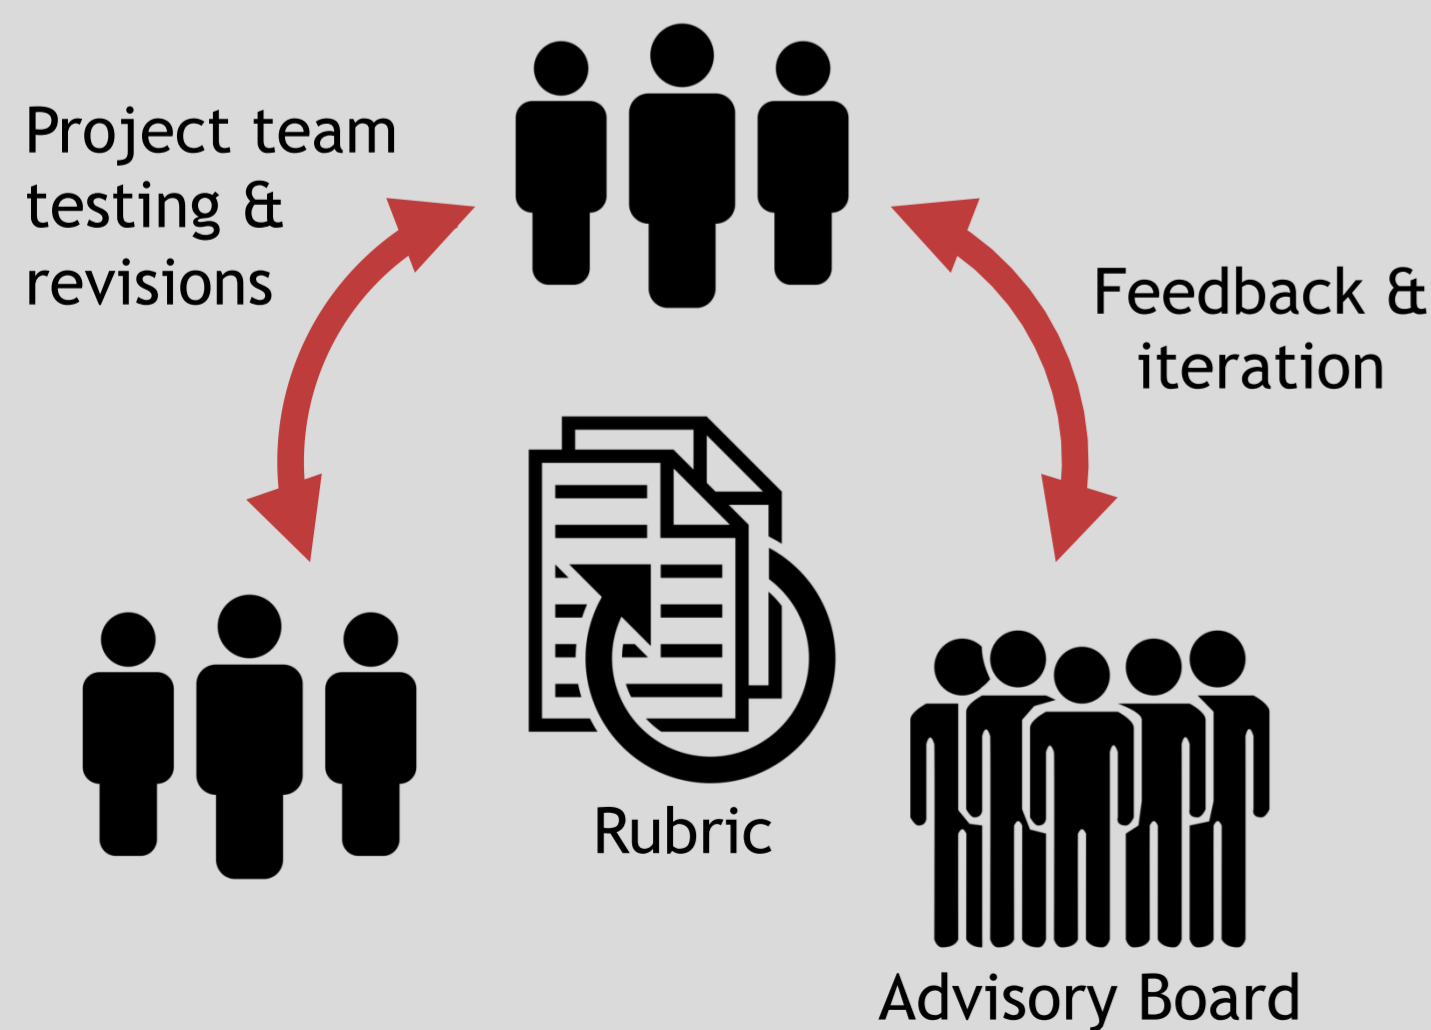 Project team
testing &
revisions
Feedback &
iteration
Rubric
Advisory Board